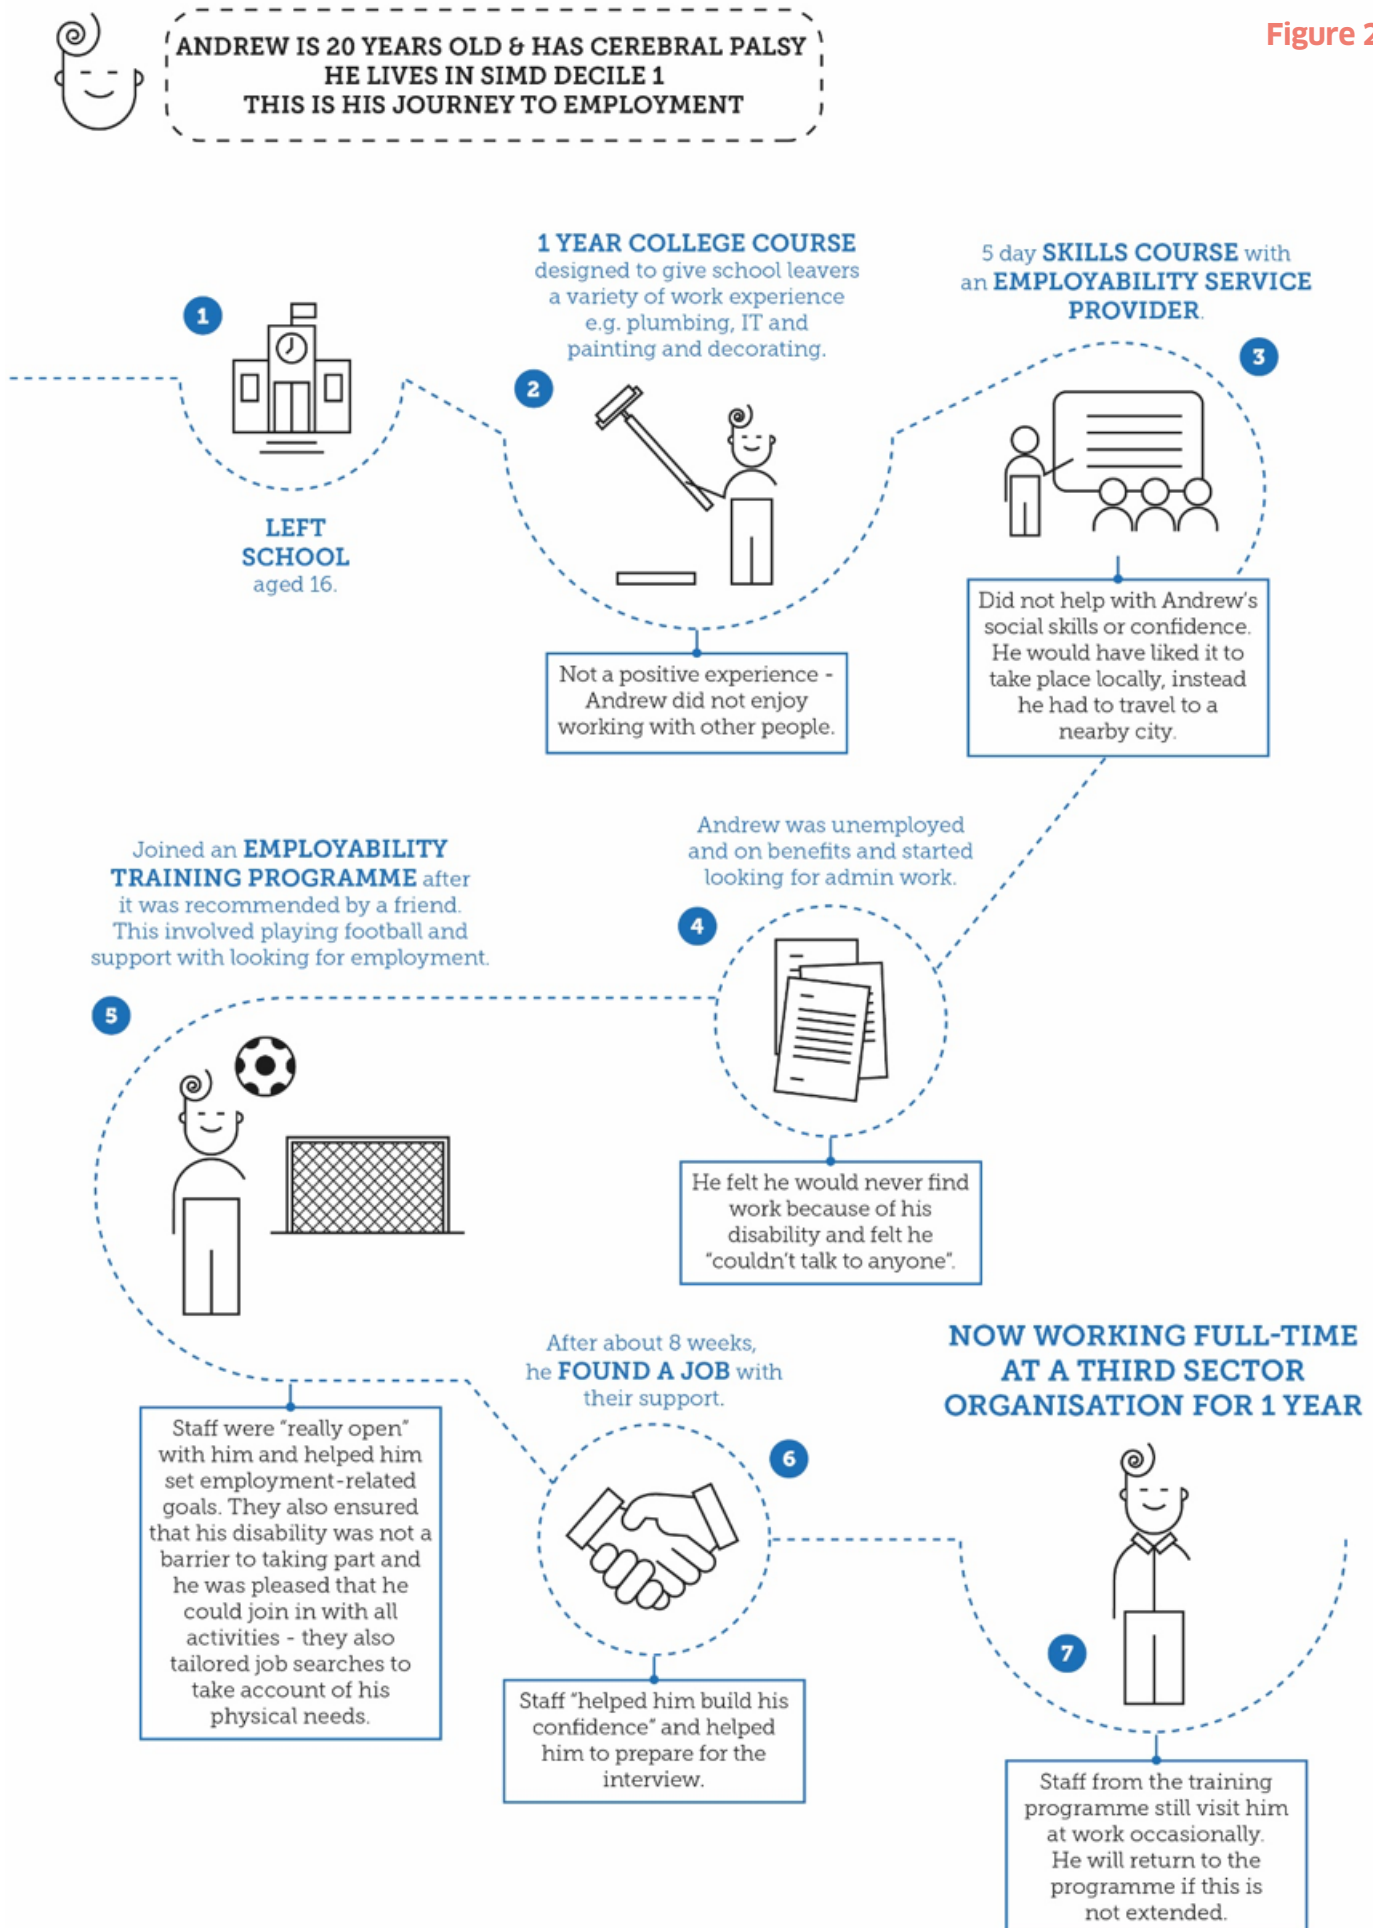 Figure 2
ANDREW IS 20 YEARS OLD & HAS CEREBRAL PALSY
HE LIVES IN SIMD DECILE 1
THIS IS HIS JOURNEY TO EMPLOYMENT
1
LEFT
SCHOOL
aged 16.
1 YEAR COLLEGE COURSE
designed to give school leavers
a variety of work experience
e.g. plumbing, IT and
painting and decorating.
2
Not a positive experience -
Andrew did not enjoy
working with other people.
5 day SKILLS COURSE with
an EMPLOYABILITY SERVICE
PROVIDER.
3
Did not help with Andrew's
social skills or confidence.
He would have liked it to
take place locally, instead
he had to travel to a
nearby city.
Andrew was unemployed
and on benefits and started
looking for admin work.
4
He felt he would never find
work because of his
disability and felt he
"couldn't talk to anyone".
Joined an EMPLOYABILITY
TRAINING PROGRAMME after
it was recommended by a friend.
This involved playing football and
support with looking for employment.
5
Staff were "really open"
with him and helped him
set employment-related
goals. They also ensured
that his disability was not a
barrier to taking part and
he was pleased that he
could join in with all
activities - they also
tailored job searches to
take account of his
physical needs.
After about 8 weeks,
he FOUND A JOB with
their support.
6
Staff "helped him build his
confidence" and helped
him to prepare for the
interview.
NOW WORKING FULL-TIME
AT A THIRD SECTOR
ORGANISATION FOR 1 YEAR
7
Staff from the training
programme still visit him
at work occasionally.
He will return to the
programme if this is
not extended.